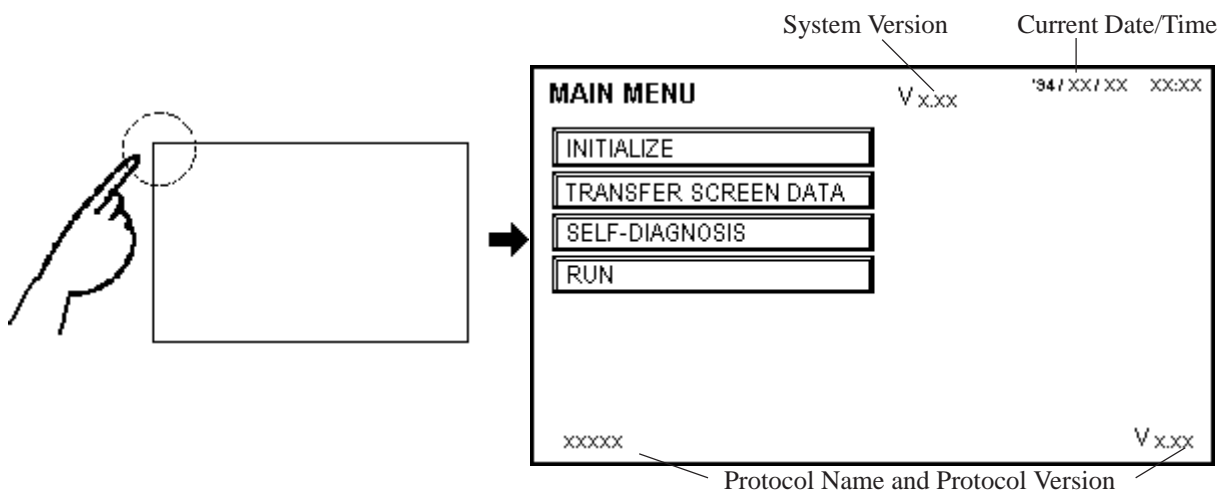 System Version Current Date/Time
MAIN MENU V x.xx '94 / XX / XX XX:XX
INITIALIZE
TRANSFER SCREEN DATA
SELF-DIAGNOSIS
RUN
XXXXX V x.xx
Protocol Name and Protocol Version